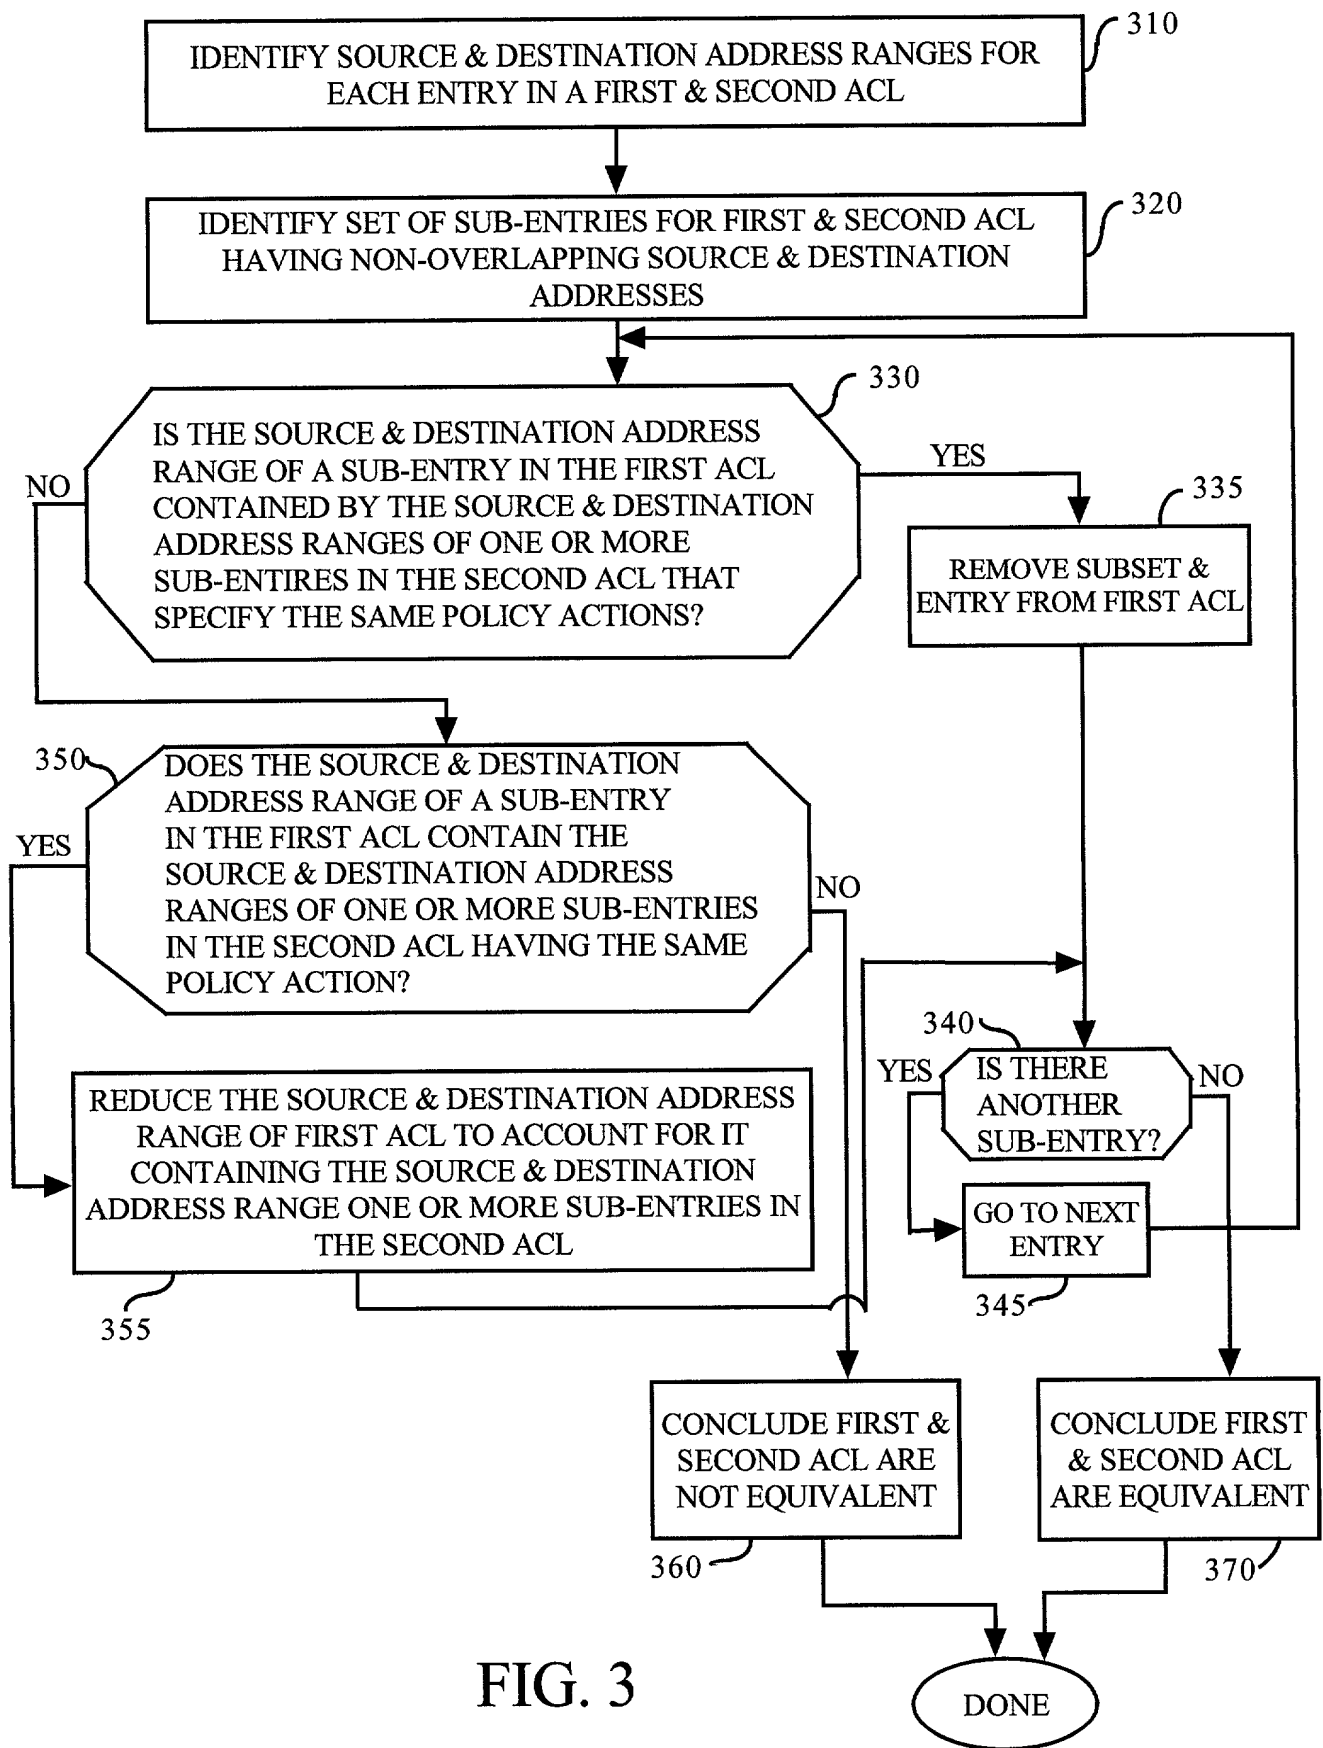 310
IDENTIFY SOURCE & DESTINATION ADDRESS RANGES FOR
EACH ENTRY IN A FIRST & SECOND ACL
320
IDENTIFY SET OF SUB-ENTRIES FOR FIRST & SECOND ACL
HAVING NON-OVERLAPPING SOURCE & DESTINATION
ADDRESSES
330
IS THE SOURCE & DESTINATION ADDRESS
RANGE OF A SUB-ENTRY IN THE FIRST ACL
CONTAINED BY THE SOURCE & DESTINATION
ADDRESS RANGES OF ONE OR MORE
SUB-ENTIRES IN THE SECOND ACL THAT
SPECIFY THE SAME POLICY ACTIONS?
NO
YES
335
REMOVE SUBSET &
ENTRY FROM FIRST ACL
350
DOES THE SOURCE & DESTINATION
ADDRESS RANGE OF A SUB-ENTRY
IN THE FIRST ACL CONTAIN THE
SOURCE & DESTINATION ADDRESS
RANGES OF ONE OR MORE SUB-ENTRIES
IN THE SECOND ACL HAVING THE SAME
POLICY ACTION?
YES
NO
340
IS THERE
ANOTHER
SUB-ENTRY?
YES
NO
REDUCE THE SOURCE & DESTINATION ADDRESS
RANGE OF FIRST ACL TO ACCOUNT FOR IT
CONTAINING THE SOURCE & DESTINATION
ADDRESS RANGE ONE OR MORE SUB-ENTRIES IN
THE SECOND ACL
355
GO TO NEXT
ENTRY
345
CONCLUDE FIRST &
SECOND ACL ARE
NOT EQUIVALENT
360
CONCLUDE FIRST
& SECOND ACL
ARE EQUIVALENT
370
DONE
FIG. 3